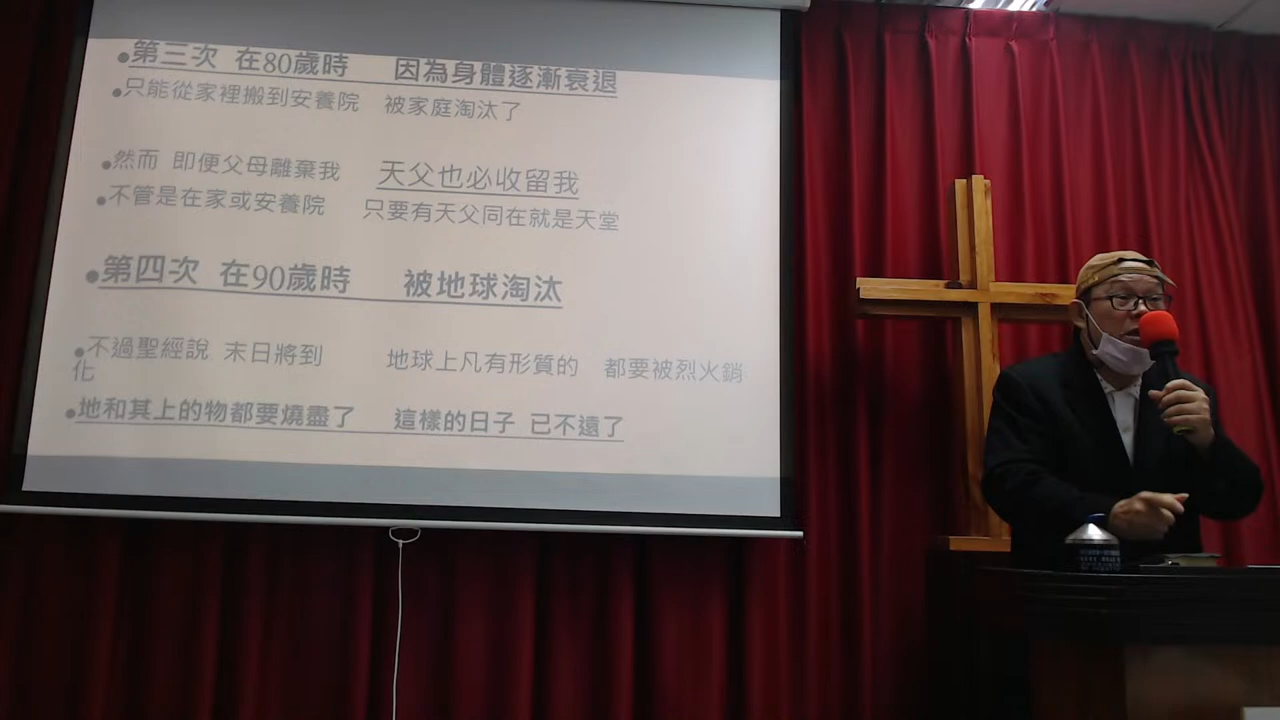 •第三次 在80歲時 因為身體逐漸衰退
•只能從家裡搬到安養院 被家庭淘汰了
•然而 即便父母離棄我 天父也必收留我
•不管是在家或安養院 只要有天父同在就是天堂
•第四次 在90歲時 被地球淘汰
•不過聖經說 末日將到 地球上凡有形質的 都要被烈火銷
化
•地和其上的物都要燒盡了 這樣的日子 已不遠了